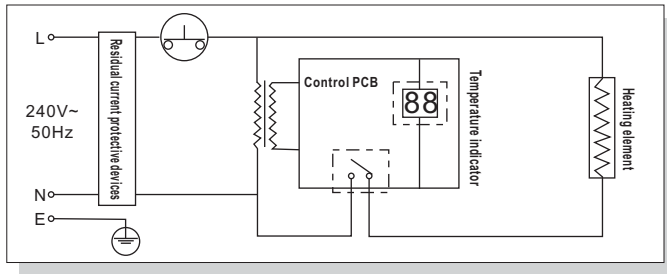 L
240V~
50Hz
N
E
Residual current protective devices
Control PCB
88
Temperature indicator
Heating element